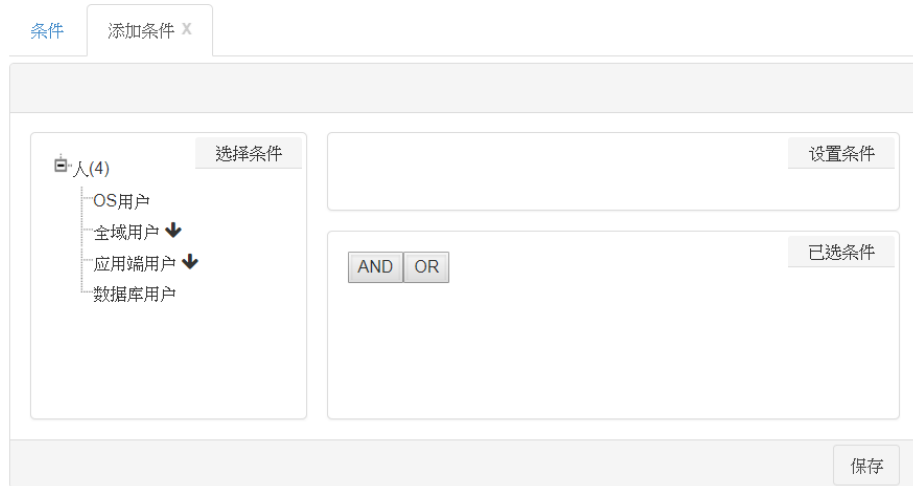 条件 添加条件 X
选择条件
人(4)
OS用户
全域用户
应用端用户
数据库用户
设置条件
已选条件
AND OR
保存